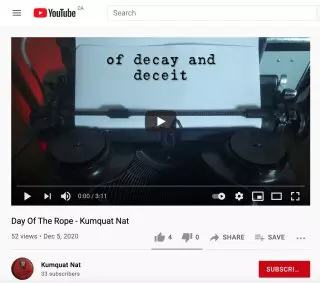 YouTube CA
Search
of decay and
deceit
0:00 / 3:11
Day Of The Rope - Kumquat Nat
52 views • Dec 5, 2020
4
0
SHARE
SAVE
Kumquat Nat
33 subscribers
SUBSCRI...